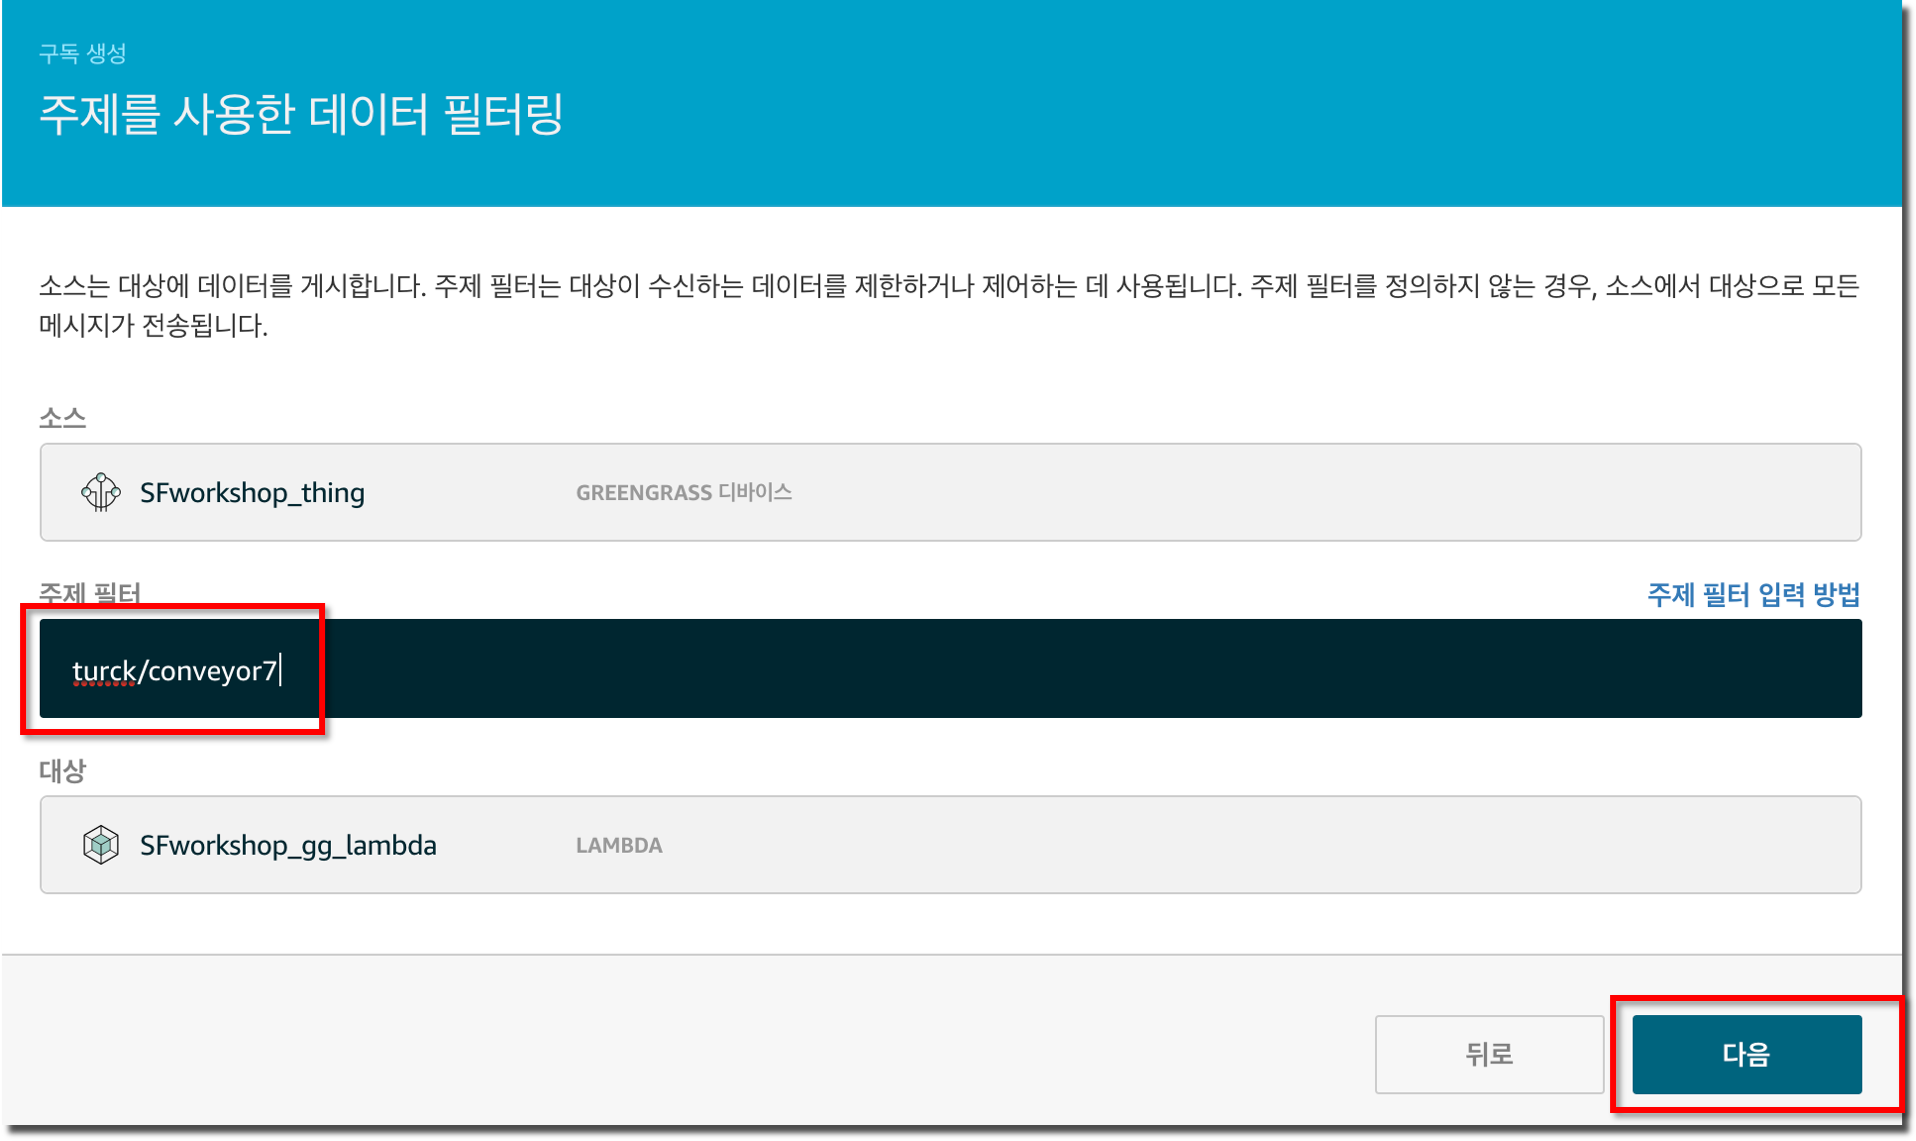 구독 생성
주제를 사용한 데이터 필터링
소스는 대상에 데이터를 게시합니다. 주제 필터는 대상이 수신하는 데이터를 제한하거나 제어하는 데 사용됩니다. 주제 필터를 정의하지 않는 경우, 소스에서 대상으로 모든
메시지가 전송됩니다.
소스
SFworkshop_thing GREENGRASS 디바이스
주제 필터 주제 필터 입력 방법
turck/conveyor7
대상
SFworkshop_gg_lambda LAMBDA
뒤로 다음